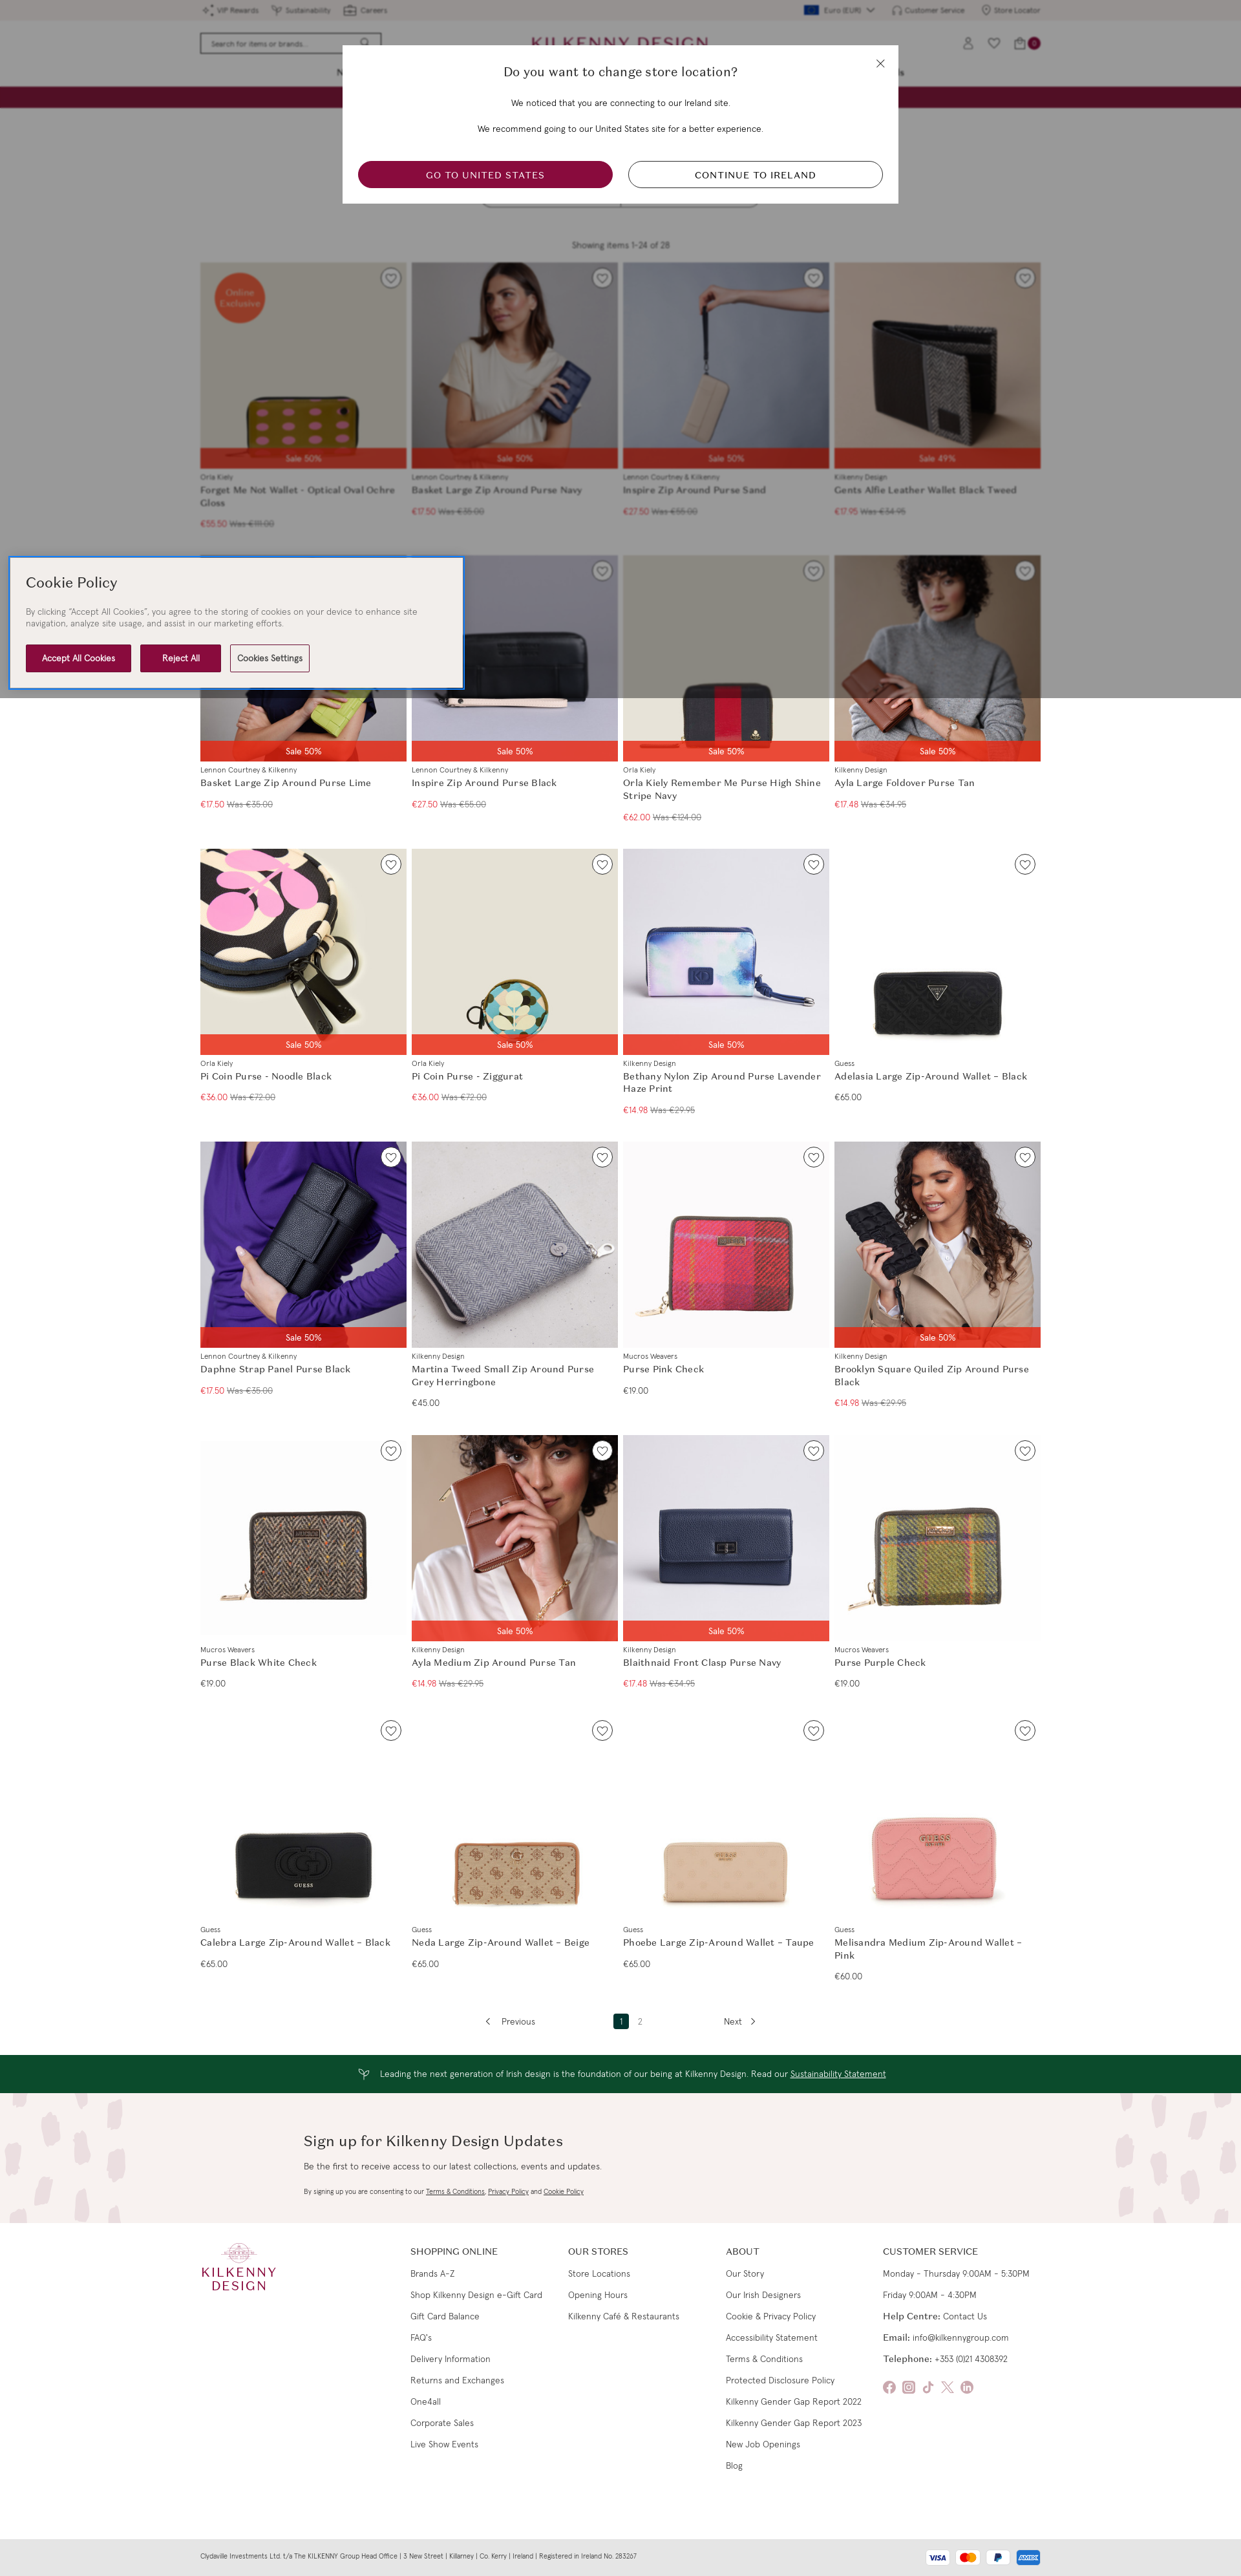 VIP Rewards
Sustainability
Careers
Euro (EUR)
Customer Service
Store Locator
Search for items or brands...
KILKENNY DESIGN
0
Do you want to change store location?
We noticed that you are connecting to our Ireland site.
We recommend going to our United States site for a better experience.
GO TO UNITED STATES
CONTINUE TO IRELAND
Showing items 1-24 of 28
Online
Exclusive
Sale 50%
Sale 50%
Sale 50%
Sale 49%
Orla Kiely
Forget Me Not Wallet - Optical Oval Ochre
Gloss
€55.50 Was €111.00
Lennon Courtney & Kilkenny
Basket Large Zip Around Purse Navy
€17.50 Was €35.00
Lennon Courtney & Kilkenny
Inspire Zip Around Purse Sand
€27.50 Was €55.00
Kilkenny Design
Gents Alfie Leather Wallet Black Tweed
€17.95 Was €34.95
Cookie Policy
By clicking "Accept All Cookies", you agree to the storing of cookies on your device to enhance site
navigation, analyze site usage, and assist in our marketing efforts.
Accept All Cookies
Reject All
Cookies Settings
Sale 50%
Sale 50%
Sale 50%
Sale 50%
Lennon Courtney & Kilkenny
Basket Large Zip Around Purse Lime
€17.50 Was €35.00
Lennon Courtney & Kilkenny
Inspire Zip Around Purse Black
€27.50 Was €55.00
Orla Kiely
Orla Kiely Remember Me Purse High Shine
Stripe Navy
€62.00 Was €124.00
Kilkenny Design
Ayla Large Foldover Purse Tan
€17.48 Was €34.95
Sale 50%
Sale 50%
Sale 50%
Orla Kiely
Pi Coin Purse - Noodle Black
€36.00 Was €72.00
Orla Kiely
Pi Coin Purse - Ziggurat
€36.00 Was €72.00
Kilkenny Design
Bethany Nylon Zip Around Purse Lavender
Haze Print
€14.98 Was €29.95
Guess
Adelasia Large Zip-Around Wallet – Black
€65.00
Sale 50%
Sale 50%
Lennon Courtney & Kilkenny
Daphne Strap Panel Purse Black
€17.50 Was €35.00
Kilkenny Design
Martina Tweed Small Zip Around Purse
Grey Herringbone
€45.00
Mucros Weavers
Purse Pink Check
€19.00
Kilkenny Design
Brooklyn Square Quiled Zip Around Purse
Black
€14.98 Was €29.95
Sale 50%
Sale 50%
Mucros Weavers
Purse Black White Check
€19.00
Kilkenny Design
Ayla Medium Zip Around Purse Tan
€14.98 Was €29.95
Kilkenny Design
Blaithnaid Front Clasp Purse Navy
€17.48 Was €34.95
Mucros Weavers
Purse Purple Check
€19.00
GUESS
GUESS
GUESS
Guess
Calebra Large Zip-Around Wallet – Black
€65.00
Guess
Neda Large Zip-Around Wallet – Beige
€65.00
Guess
Phoebe Large Zip-Around Wallet – Taupe
€65.00
Guess
Melisandra Medium Zip-Around Wallet –
Pink
€60.00
Previous
1
2
Next
Leading the next generation of Irish design is the foundation of our being at Kilkenny Design. Read our Sustainability Statement
Sign up for Kilkenny Design Updates
Be the first to receive access to our latest collections, events and updates.
By signing up you are consenting to our Terms & Conditions, Privacy Policy and Cookie Policy
KILKENNY
DESIGN
SHOPPING ONLINE
Brands A-Z
Shop Kilkenny Design e-Gift Card
Gift Card Balance
FAQ's
Delivery Information
Returns and Exchanges
One4all
Corporate Sales
Live Show Events
OUR STORES
Store Locations
Opening Hours
Kilkenny Café & Restaurants
ABOUT
Our Story
Our Irish Designers
Cookie & Privacy Policy
Accessibility Statement
Terms & Conditions
Protected Disclosure Policy
Kilkenny Gender Gap Report 2022
Kilkenny Gender Gap Report 2023
New Job Openings
Blog
CUSTOMER SERVICE
Monday - Thursday 9:00AM - 5:30PM
Friday 9:00AM - 4:30PM
Help Centre: Contact Us
Email: info@kilkennygroup.com
Telephone: +353 (0)21 4308392
Clydaville Investments Ltd. t/a The KILKENNY Group Head Office | 3 New Street | Killarney | Co. Kerry | Ireland | Registered in Ireland No. 283267
VISA
AMEX